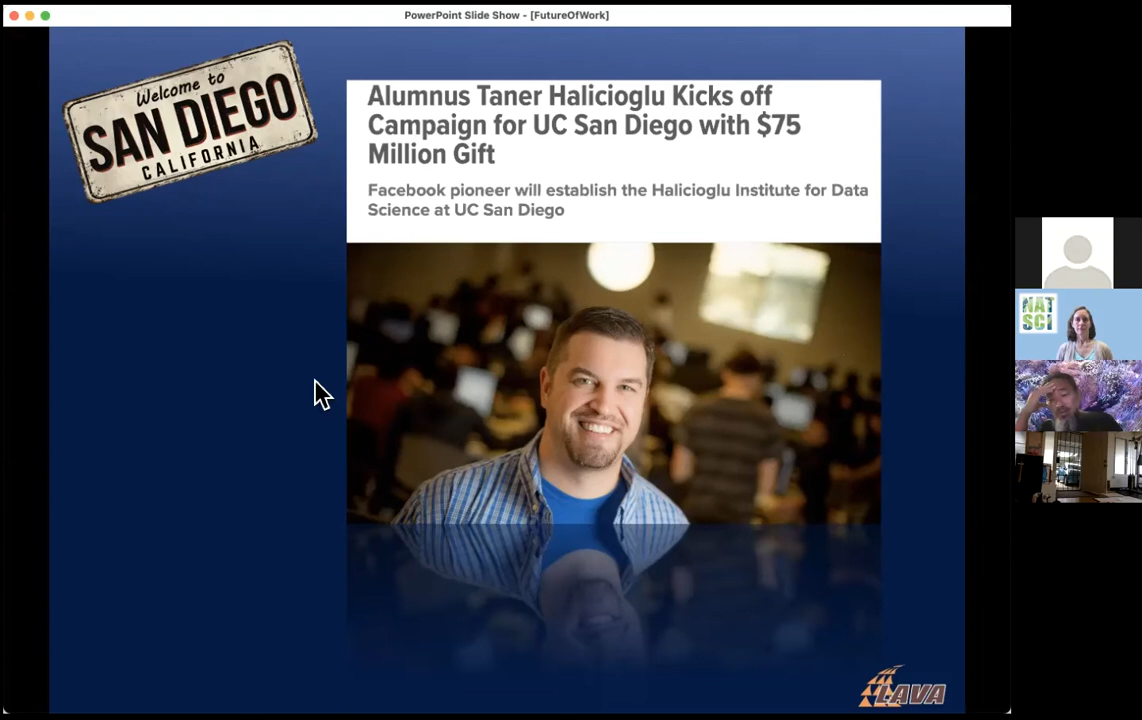 PowerPoint Slide Show - [FutureOfWork]
Welcome to
SAN DIEGO
CALIFORNIA
Alumnus Taner Halicioglu Kicks off
Campaign for UC San Diego with $75
Million Gift
Facebook pioneer will establish the Halicioglu Institute for Data
Science at UC San Diego
NAT
SCI
LAVA